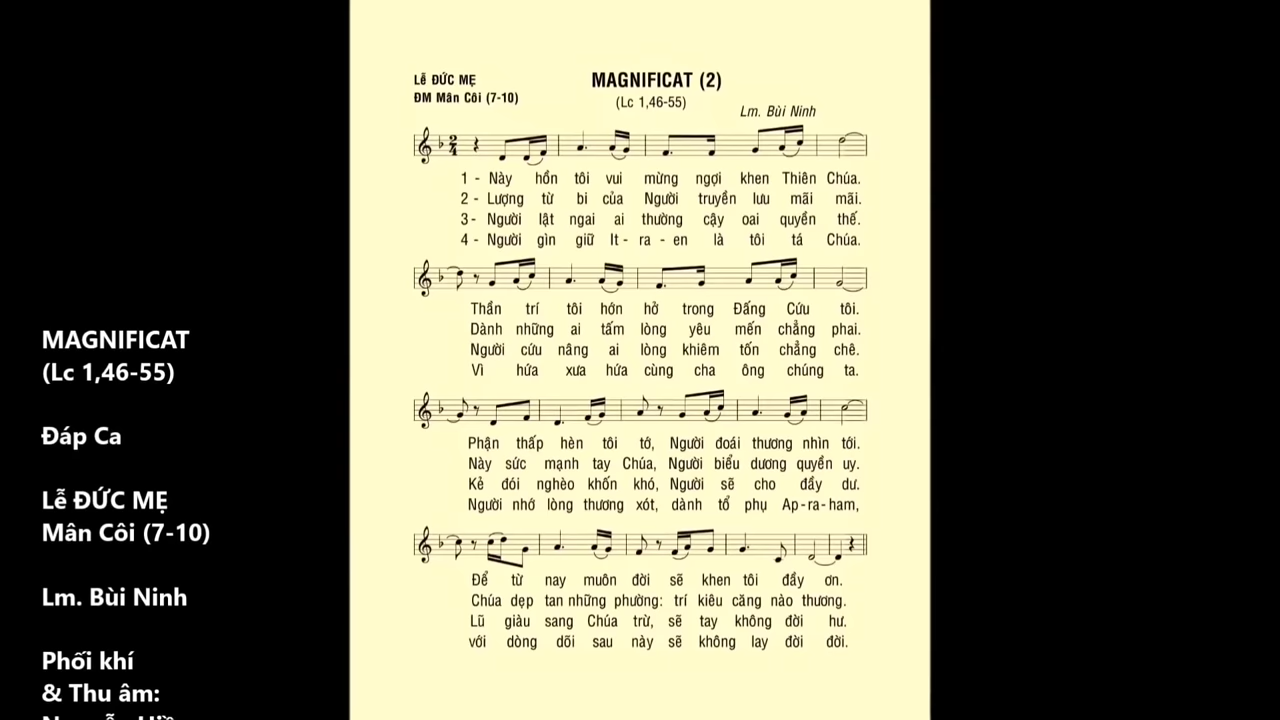 MAGNIFICAT
(Lc 1,46-55)
Đáp Ca
Lễ ĐỨC MẸ
Mân Côi (7-10)
Lm. Bùi Ninh
Phối khí
& Thu âm:
Lễ ĐỨC MẸ
ĐM Mân Côi (7-10)
MAGNIFICAT (2)
(Lc 1,46-55)
Lm. Bùi Ninh
1 - Này hồn tôi vui mừng ngợi khen Thiên Chúa.
2 - Lượng từ bi của Người truyền lưu mãi mãi.
3 - Người lật ngai ai thường cậy oai quyền thế.
4 - Người gìn giữ It - ra - en là tôi tá Chúa.
Thần trí tôi hớn hở trong Đấng Cứu tôi.
Dành những ai tấm lòng yêu mến chẳng phai.
Người cứu nâng ai lòng khiêm tốn chẳng chê.
Vì hứa xưa hứa cùng cha ông chúng ta.
Phận thấp hèn tôi tớ, Người đoái thương nhìn tới.
Này sức mạnh tay Chúa, Người biểu dương quyền uy.
Kẻ đói nghèo khốn khó, Người sẽ cho đầy dư.
Người nhớ lòng thương xót, dành tổ phụ Ap-ra-ham,
Để từ nay muôn đời sẽ khen tôi đầy ơn.
Chúa dẹp tan những phường: trí kiêu căng nào thương.
Lũ giàu sang Chúa trừ, sẽ tay không đời hư.
với dòng dõi sau này sẽ không lay đời đời.